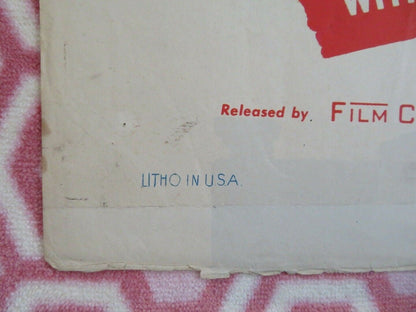 Released by. FILM C
LITHO IN U.S.A.